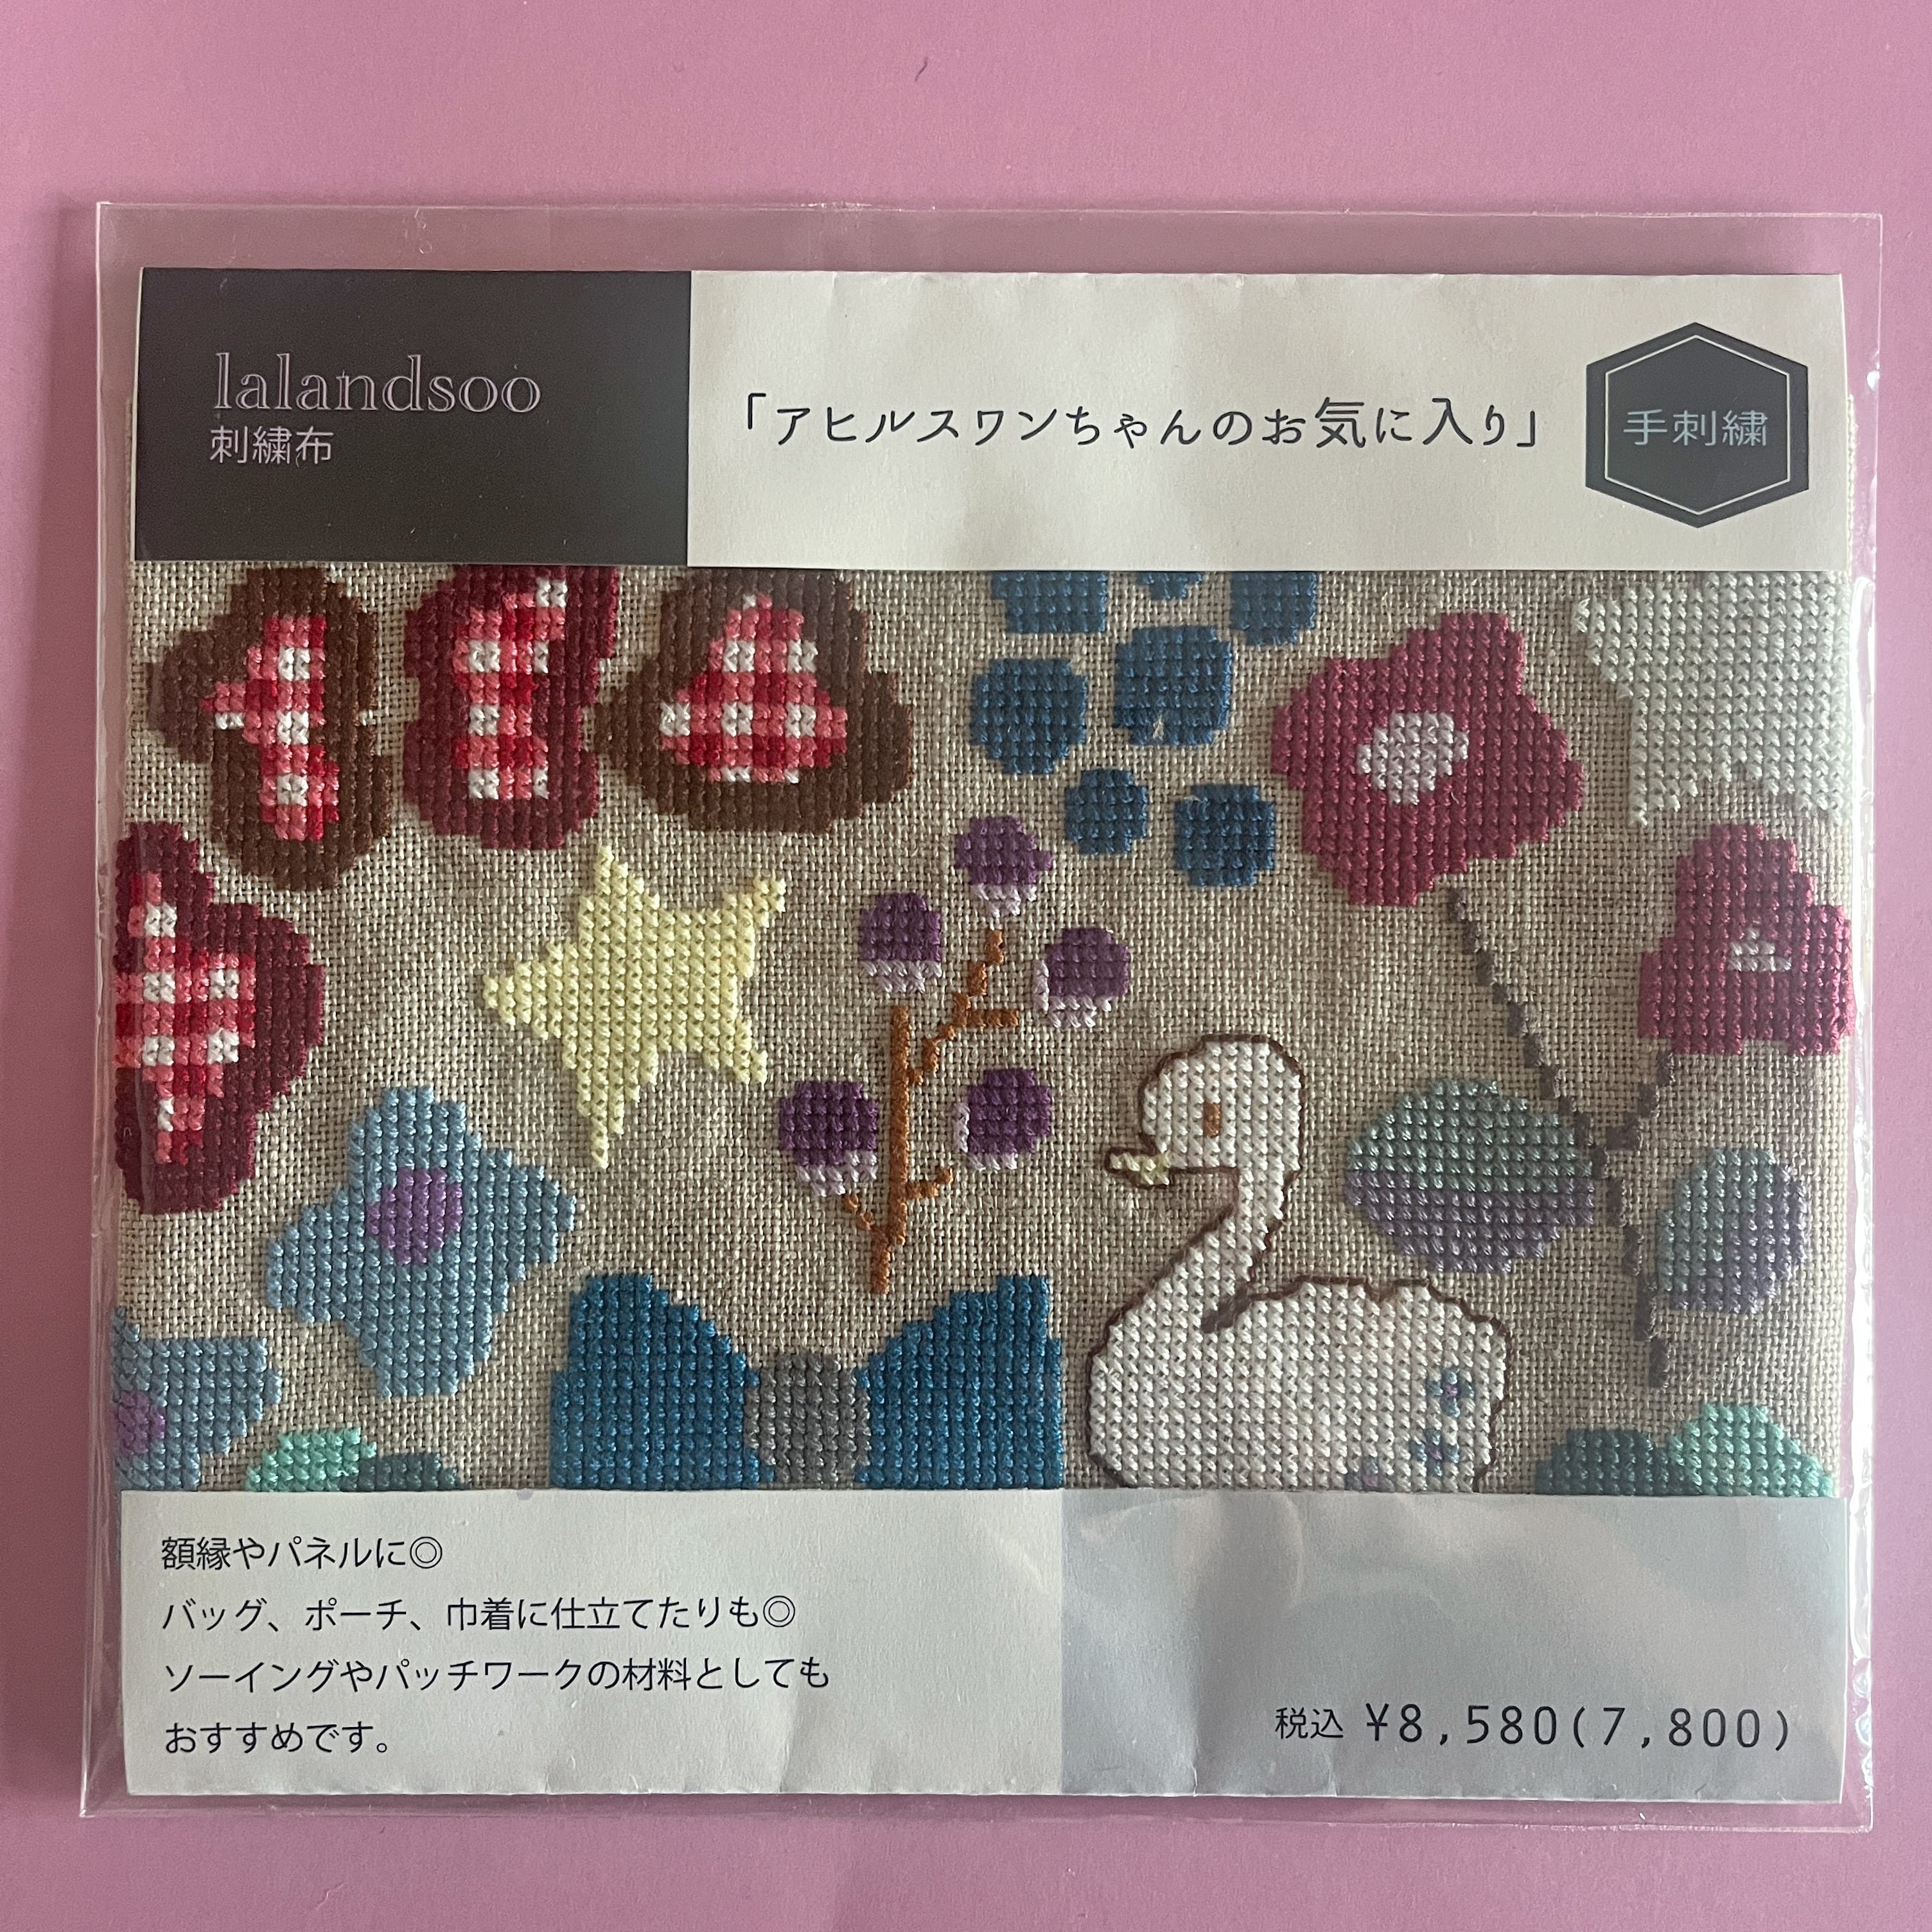 lalandsoo
刺繍布
「アヒルスワンちゃんのお気に入り」
手刺繍
額縁やパネルに◎
バッグ、ポーチ、巾着に仕立てたりも◎
ソーイングやパッチワークの材料としても
おすすめです。
税込 ¥8,580(7,800)